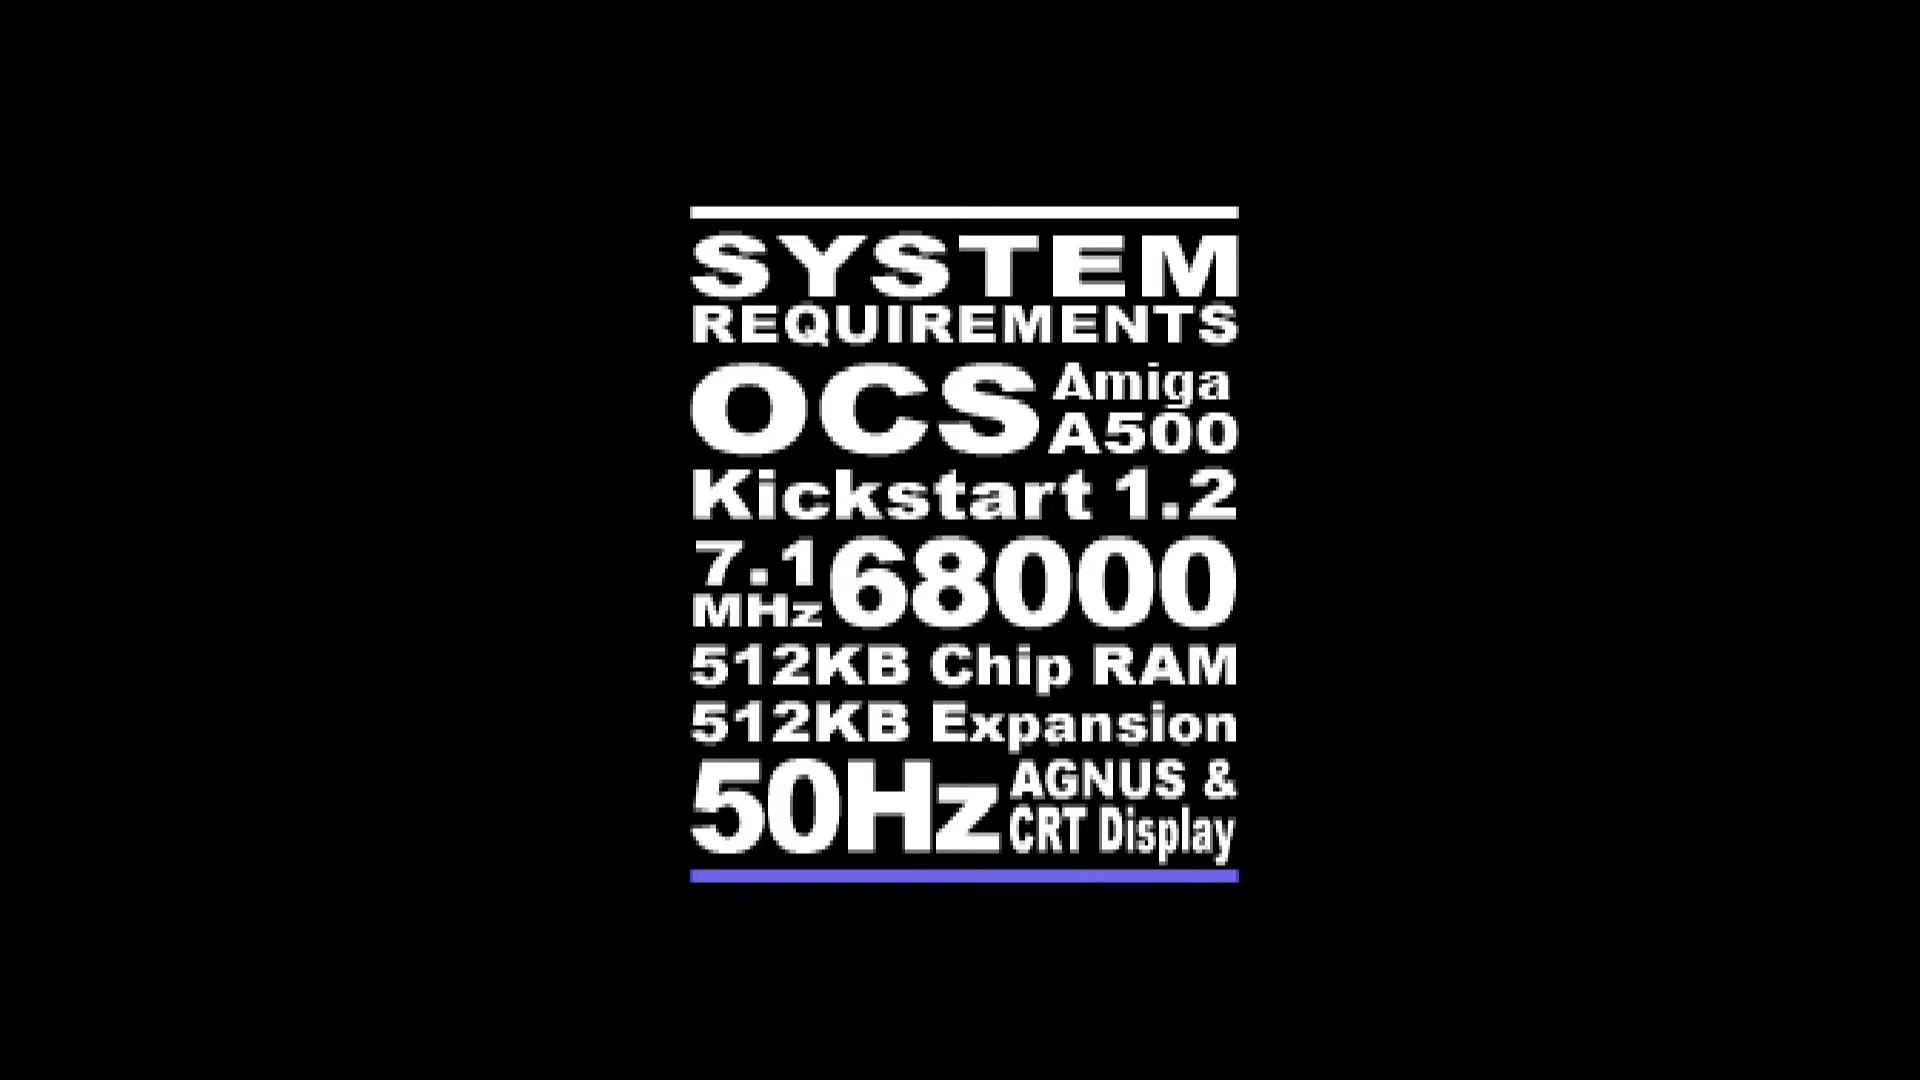 SYSTEM
REQUIREMENTS
OCS Amiga A500
Kickstart 1.2
7.1 MHz 68000
512KB Chip RAM
512KB Expansion
50Hz AGNUS & CRT Display